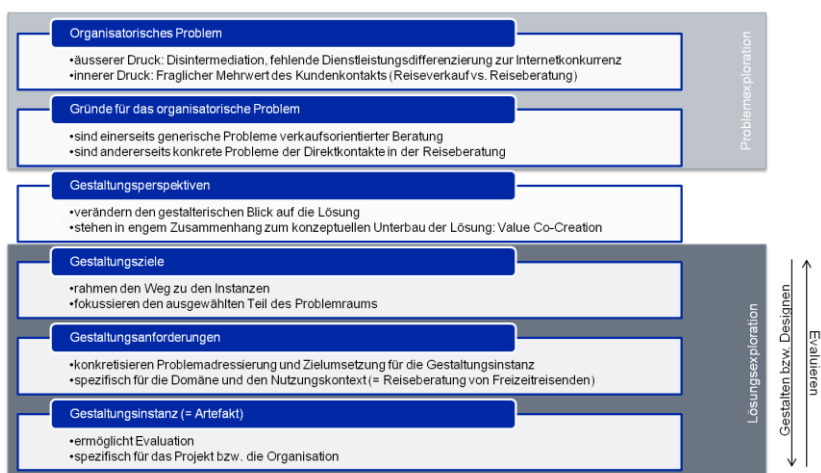 Organisatorisches Problem
•äusserer Druck: Disintermediation, fehlende Dienstleistungsdifferenzierung zur Internetkonkurrenz
•innerer Druck: Fraglicher Mehrwert des Kundenkontakts (Reiseverkauf vs. Reiseberatung)
Gründe für das organisatorische Problem
•sind einerseits generische Probleme verkaufsorientierter Beratung
•sind andererseits konkrete Probleme der Direktkontakte in der Reiseberatung
Problemexploration
Gestaltungsperspektiven
•verändern den gestalterischen Blick auf die Lösung
•stehen in engem Zusammenhang zum konzeptuellen Unterbau der Lösung: Value Co-Creation
Gestaltungsziele
•rahmen den Weg zu den Instanzen
•fokussieren den ausgewählten Teil des Problemraums
Gestaltungsanforderungen
•konkretisieren Problemadressierung und Zielumsetzung für die Gestaltungsinstanz
•spezifisch für die Domäne und den Nutzungskontext (= Reiseberatung von Freizeitreisenden)
Gestaltungsinstanz (= Artefakt)
•ermöglicht Evaluation
•spezifisch für das Projekt bzw. die Organisation
Lösungsexploration
Gestalten bzw. Designen
Evaluieren